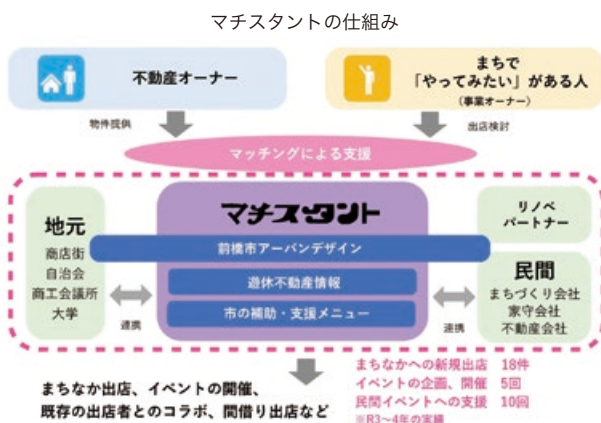 マチスタントの仕組み
不動産オーナー
まちで
「やってみたい」がある人
(事業オーナー)
物件提供
出店検討
マッチングによる支援
地元
商店街
自治会
商工会議所
大学
マチスタント
前橋市アーバンデザイン
遊休不動産情報
市の補助・支援メニュー
リノベ
パートナー
民間
まちづくり会社
家守会社
不動産会社
連携
連携
まちなか出店、イベントの開催、
既存の出店者とのコラボ、間借り出店など
まちなかへの新規出店 18件
イベントの企画、開催 5回
民間イベントへの支援 10回
※R3～4年の実績